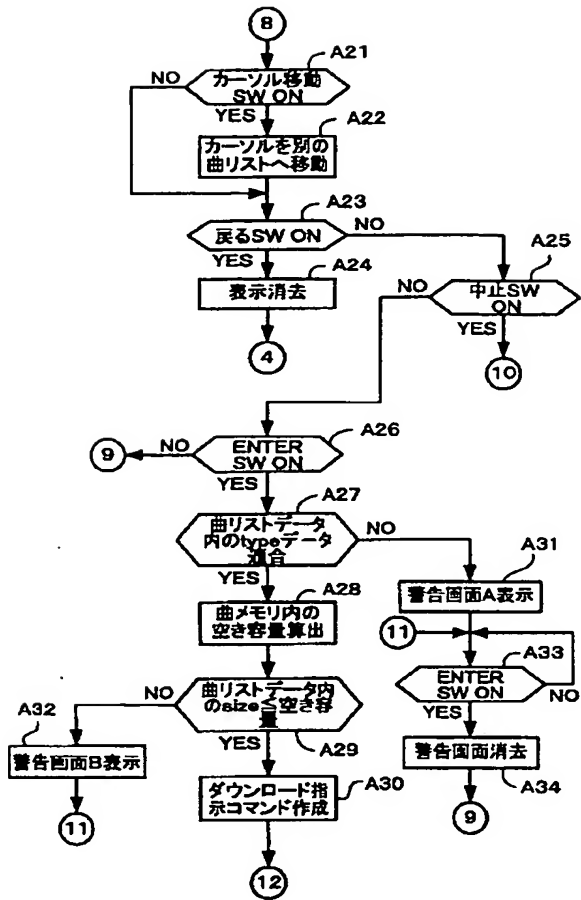 8
A21
NO
カーソル移動
SW ON
YES
A22
カーソルを別の
曲リストへ移動
A23
戻るSW ON
NO
YES
A24
表示消去
4
A25
NO
中止SW
ON
YES
10
A26
ENTER
SW ON
NO
9
YES
A27
曲リストデータ
内のtypeデータ
適合
NO
YES
A28
曲メモリ内の
空き容量算出
A31
警告画面A表示
11
A33
ENTER
SW ON
NO
YES
警告画面消去
A34
9
NO
曲リストデータ内
のsize≦空き容
量
A29
YES
A32
警告画面B表示
11
A30
ダウンロード指
示コマンド作成
12